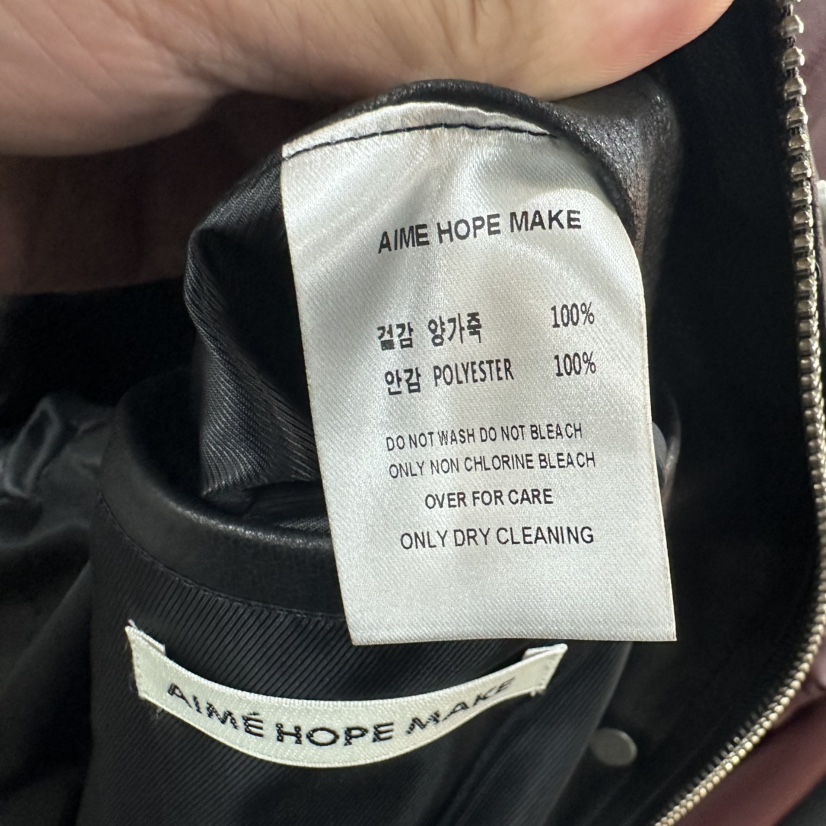 AIME HOPE MAKE
겉감 양가죽 100%
안감 POLYESTER 100%
DO NOT WASH DO NOT BLEACH
ONLY NON CHLORINE BLEACH
OVER FOR CARE
ONLY DRY CLEANING
AIMÉ HOPE MAKE